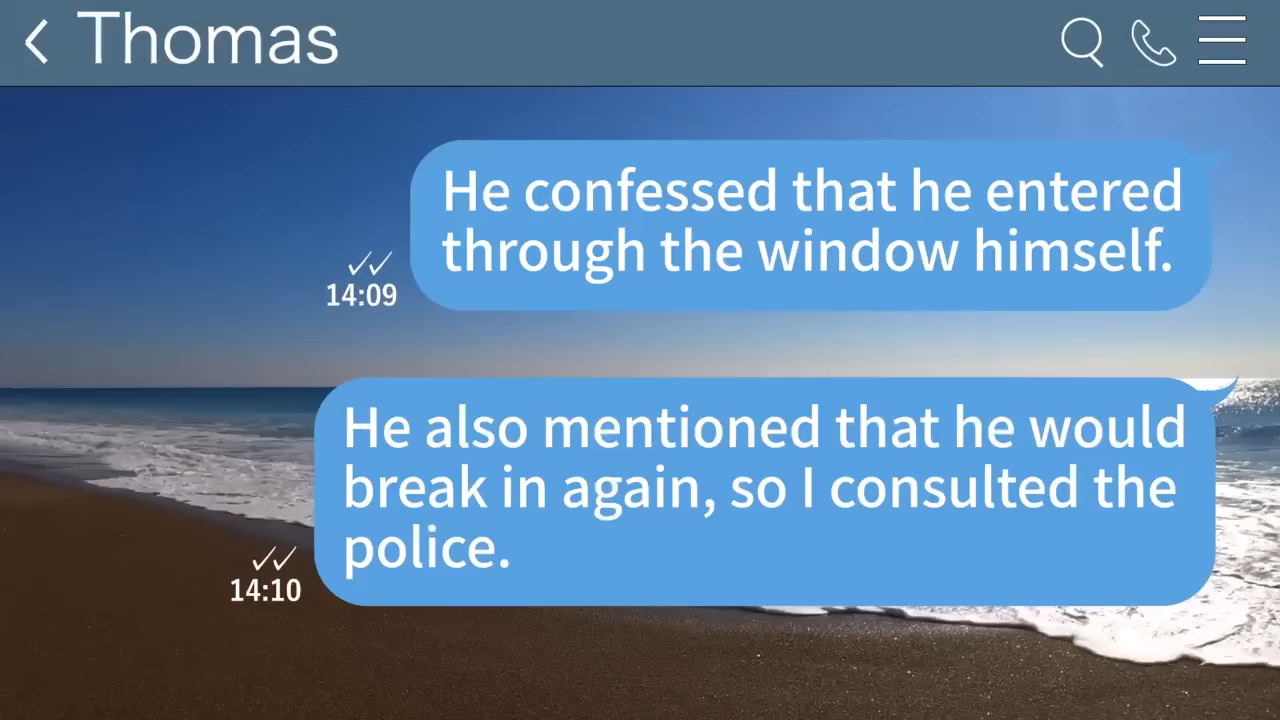 Thomas
He confessed that he entered
through the window himself.
14:09
He also mentioned that he would
break in again, so I consulted the
police.
14:10